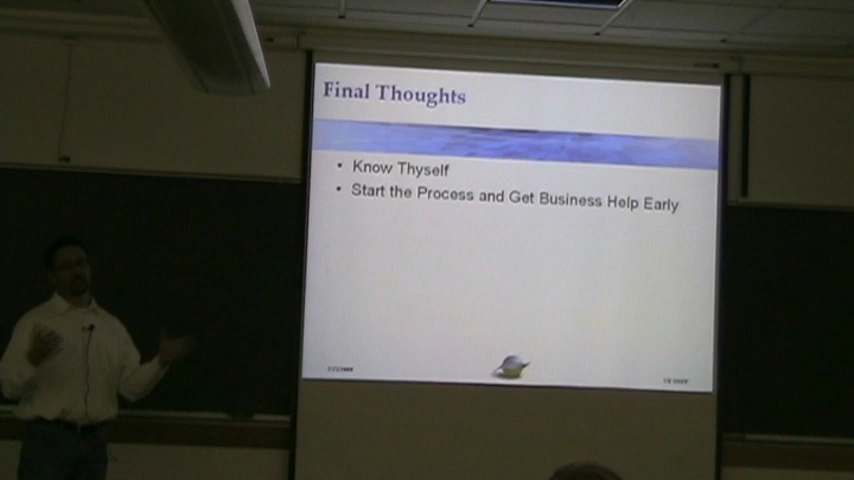 Final Thoughts
• Know Thyself
• Start the Process and Get Business Help Early